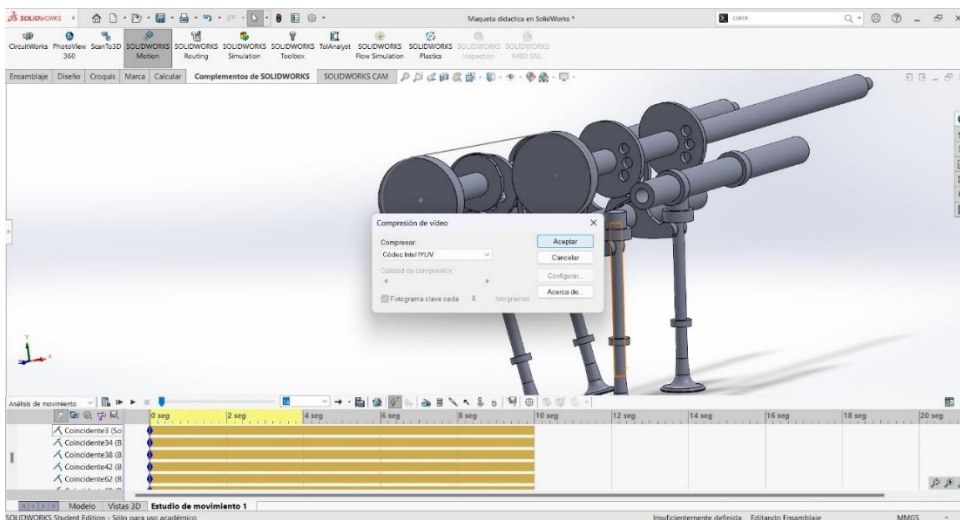 SOLIDWORKS
Maqueta didactica en SolidWorks *
CircuitWorks PhotoView 360 ScanTo3D SOLIDWORKS Motion SOLIDWORKS Routing SOLIDWORKS Simulation SOLIDWORKS Toolbox TolAnalyst SOLIDWORKS Flow Simulation SOLIDWORKS Plastics SOLIDWORKS Inspection SOLIDWORKS MBD SNL
Ensamblaje Diseño Croquis Marca Calcular Complementos de SOLIDWORKS SOLIDWORKS CAM
Compresión de vídeo
Compresor:
Códec Intel IYUV
Aceptar
Cancelar
Calidad de compresión:
Configurar...
Acerca de...
Fotograma clave cada 8 fotogramas
Análisis de movimiento
0 seg 2 seg 4 seg 6 seg 8 seg 10 seg 12 seg 14 seg 16 seg 18 seg 20 seg
Coincidente3 (So
Coincidente34 (B
Coincidente38 (B
Coincidente42 (B
Coincidente62 (B
Modelo Vistas 3D Estudio de movimiento 1
SOLIDWORKS Student Edition - Sólo para uso académico
Insuficientemente definida Editando Ensamblaje MMGS